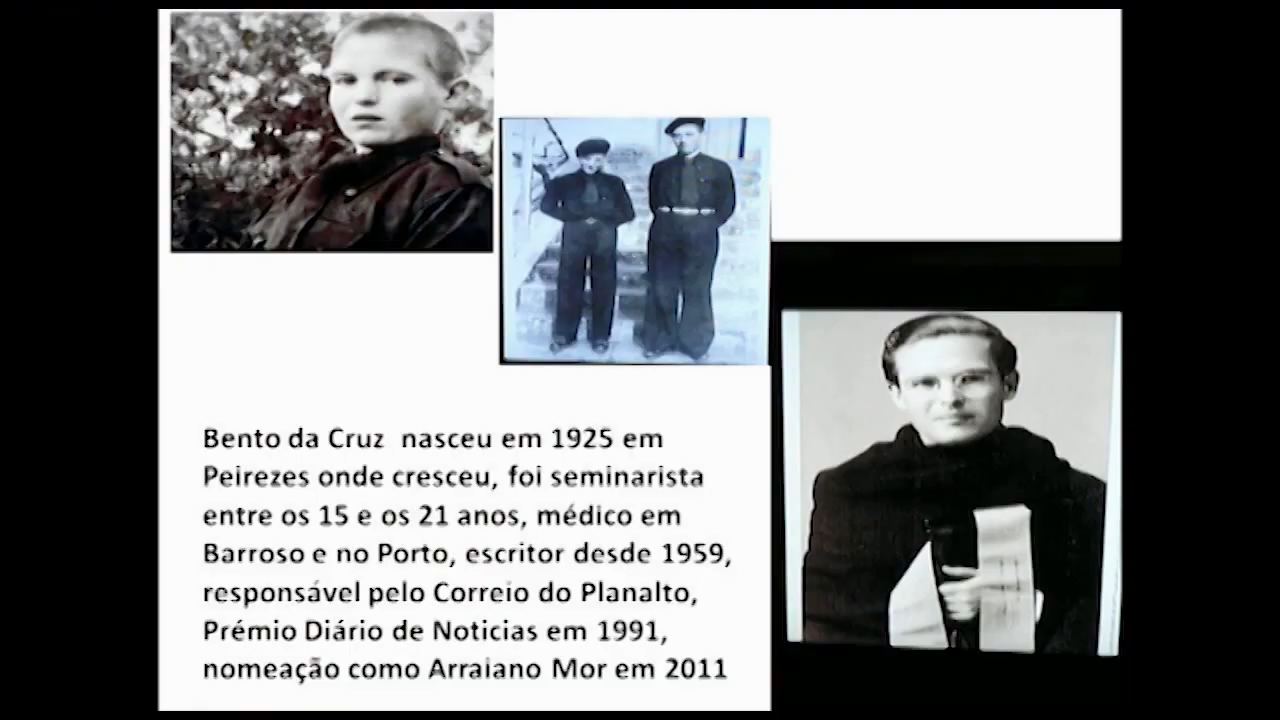 Bento da Cruz  nasceu em 1925 em
Peirezes onde cresceu, foi seminarista
entre os 15 e os 21 anos, médico em
Barroso e no Porto, escritor desde 1959,
responsável pelo Correio do Planalto,
Prémio Diário de Noticias em 1991,
nomeação como Arraiano Mor em 2011